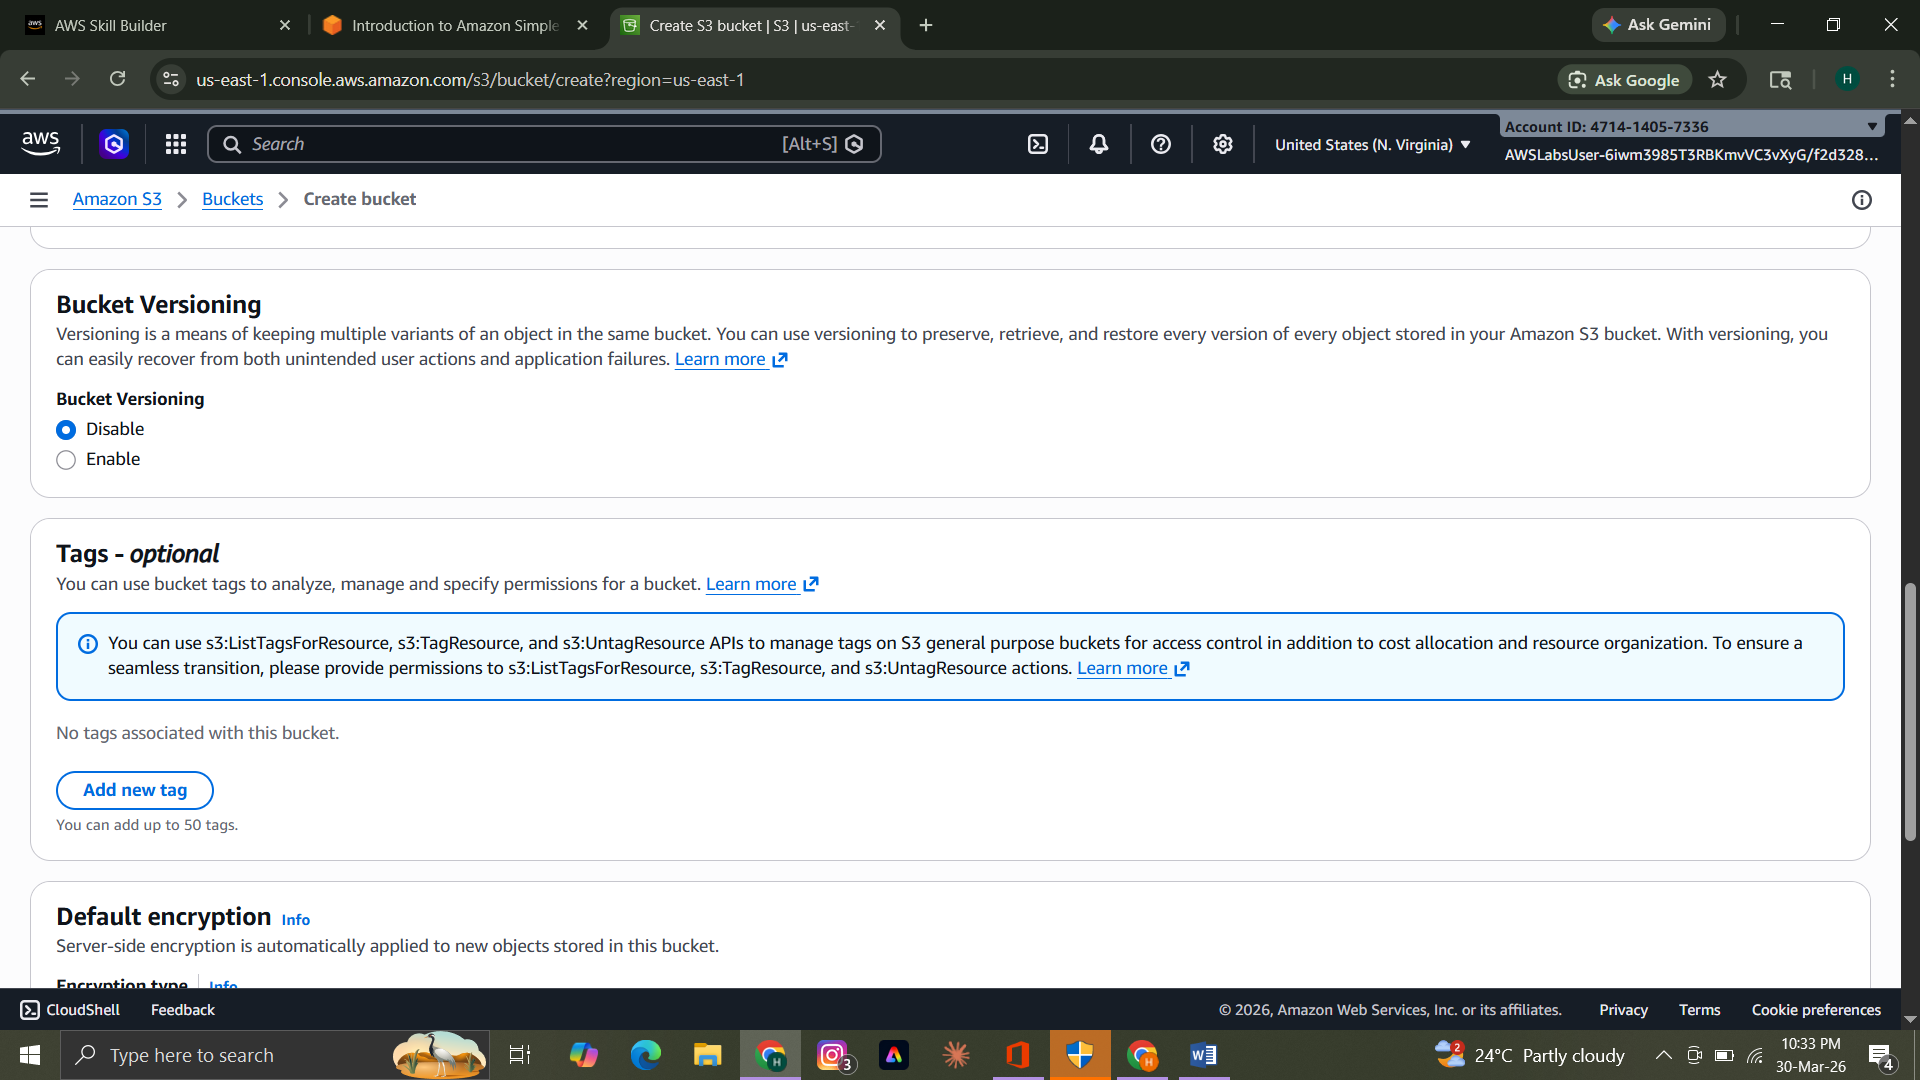 AWS Skill Builder
Introduction to Amazon Simple
Create S3 bucket | S3 | us-east-
Ask Gemini
us-east-1.console.aws.amazon.com/s3/bucket/create?region=us-east-1
Ask Google
H
aws
Search
[Alt+S]
United States (N. Virginia)
Account ID: 4714-1405-7336
AWSLabsUser-6iwm3985T3RBKmvVC3vXyG/f2d328...
Amazon S3
Buckets
Create bucket
Bucket Versioning
Versioning is a means of keeping multiple variants of an object in the same bucket. You can use versioning to preserve, retrieve, and restore every version of every object stored in your Amazon S3 bucket. With versioning, you
can easily recover from both unintended user actions and application failures. Learn more
Bucket Versioning
Disable
Enable
Tags - optional
You can use bucket tags to analyze, manage and specify permissions for a bucket. Learn more
You can use s3:ListTagsForResource, s3:TagResource, and s3:UntagResource APIs to manage tags on S3 general purpose buckets for access control in addition to cost allocation and resource organization. To ensure a
seamless transition, please provide permissions to s3:ListTagsForResource, s3:TagResource, and s3:UntagResource actions. Learn more
No tags associated with this bucket.
Add new tag
You can add up to 50 tags.
Default encryption Info
Server-side encryption is automatically applied to new objects stored in this bucket.
Encryption type Info
CloudShell
Feedback
© 2026, Amazon Web Services, Inc. or its affiliates.
Privacy
Terms
Cookie preferences
Type here to search
3
2
24°C Partly cloudy
10:33 PM
30-Mar-26
4